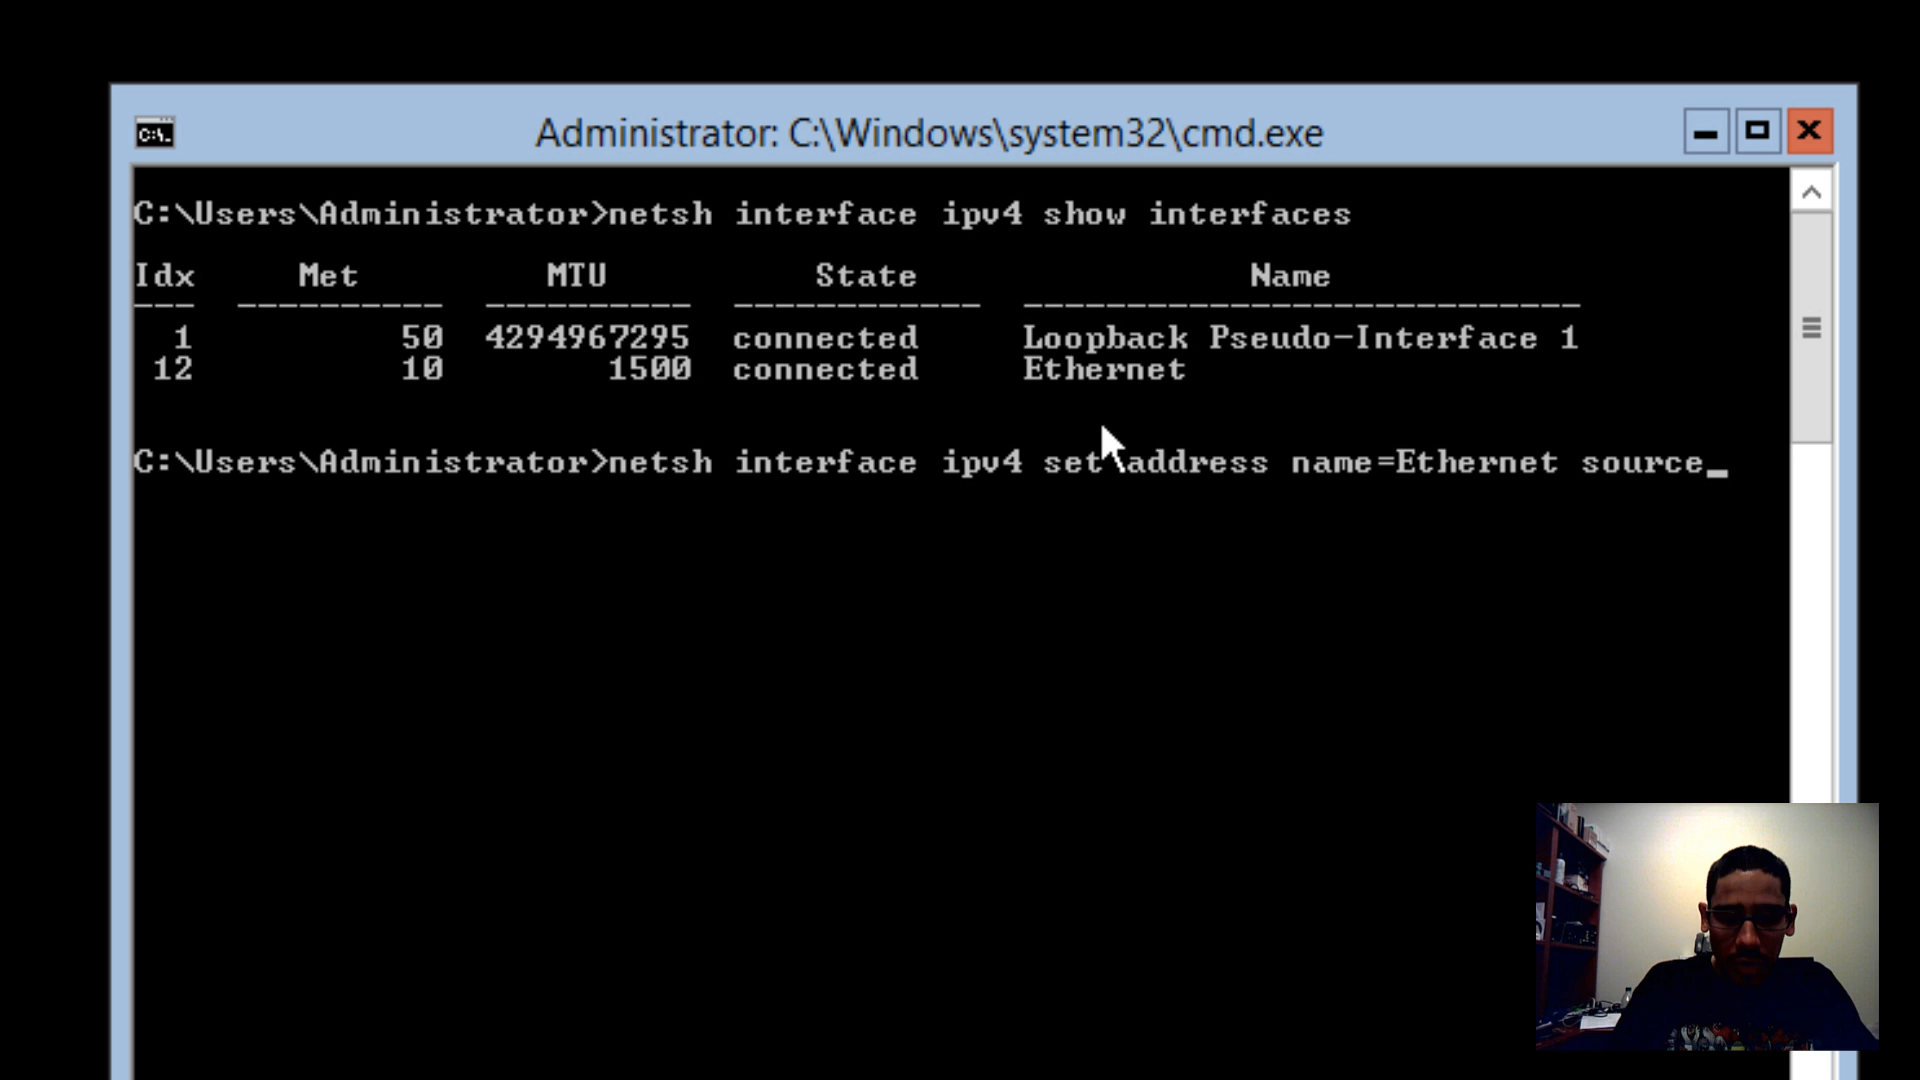 C:\.
Administrator: C:\Windows\system32\cmd.exe
C:\Users\Administrator>netsh interface ipv4 show interfaces
Idx Met MTU State Name
--- ---------- ---------- ------------ ---------------------------
1 50 4294967295 connected Loopback Pseudo-Interface 1
12 10 1500 connected Ethernet
C:\Users\Administrator>netsh interface ipv4 set address name=Ethernet source_